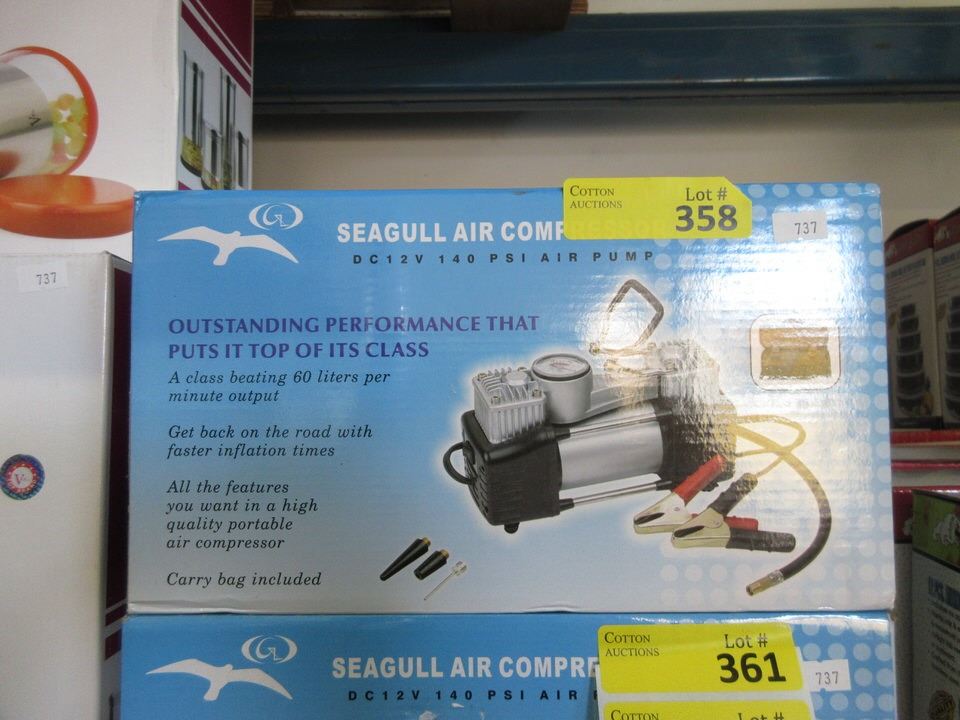 COTTON
AUCTIONS
Lot #
358
737
SEAGULL AIR
DC12V 140 PSI AIR PUMP
737
OUTSTANDING PERFORMANCE THAT
PUTS IT TOP OF ITS CLASS
A class beating 60 liters per
minute output
Get back on the road with
faster inflation times
All the features
you want in a high
quality portable
air compressor
Carry bag included
COTTON
AUCTIONS
Lot #
361
737
SEAGULL AIR COMPRE
DC12V 140 PSI AIR
COTTON
Lot #